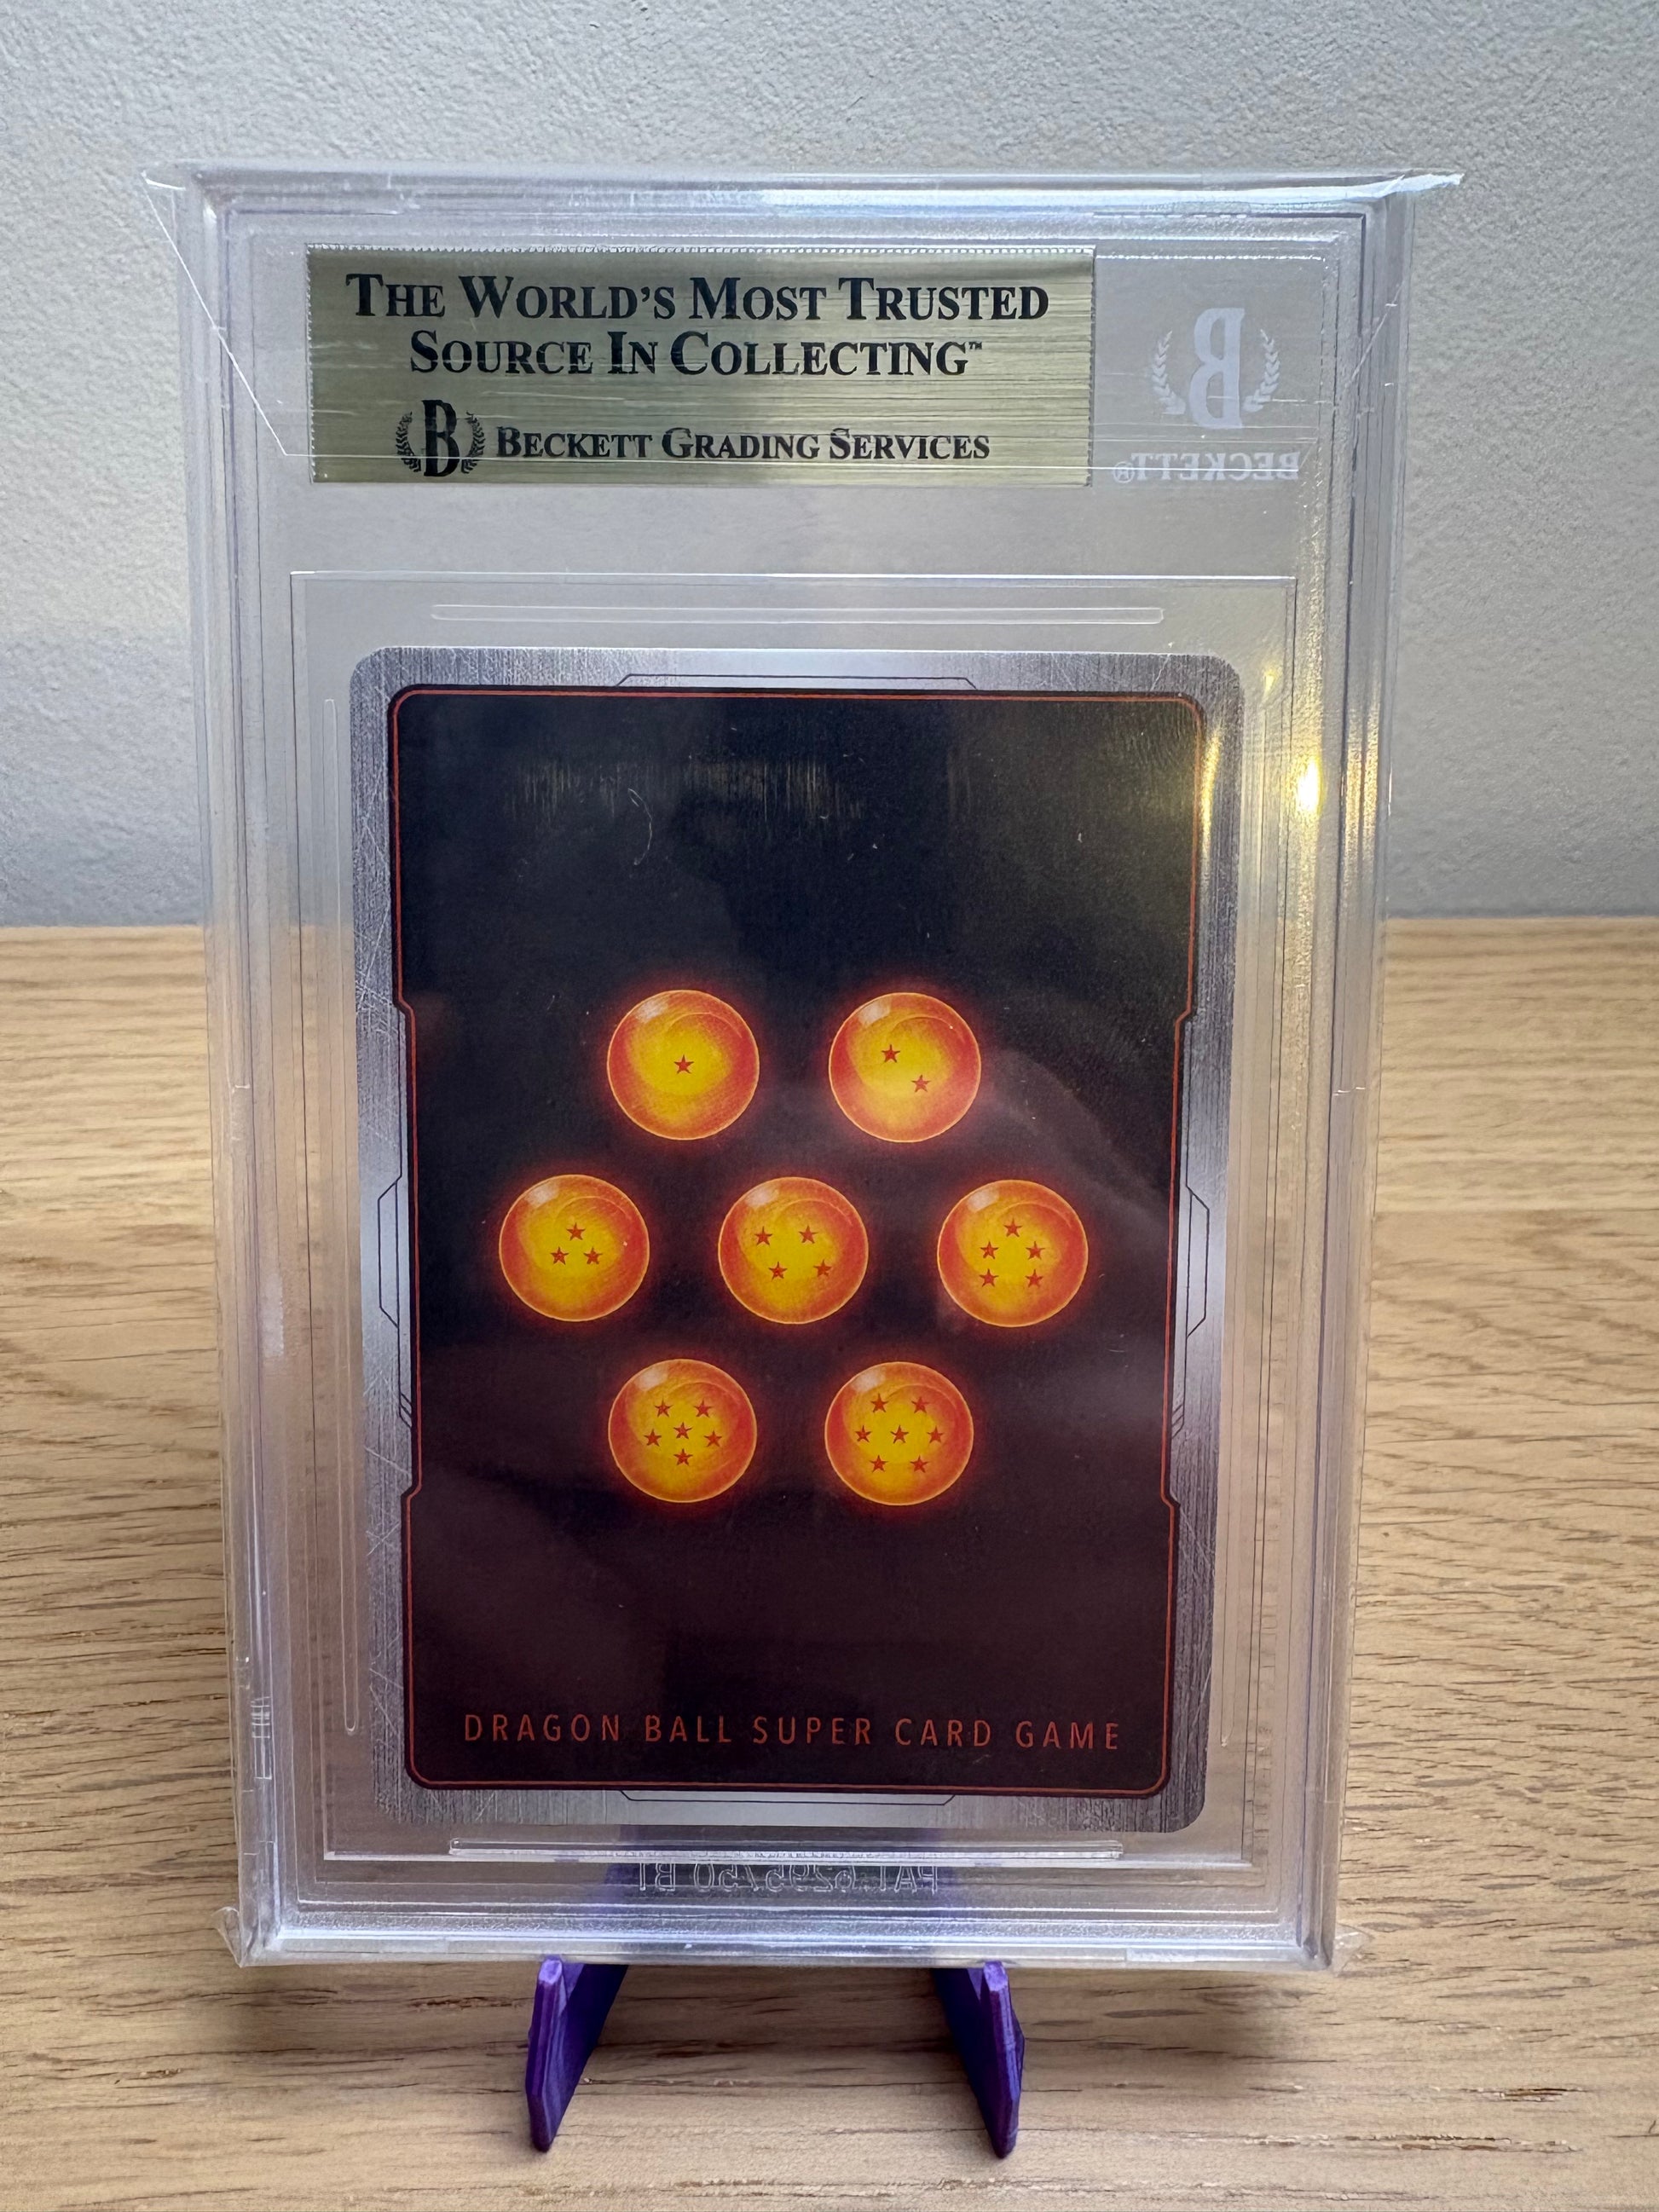 THE WORLD'S MOST TRUSTED
SOURCE IN COLLECTING™
B BECKETT GRADING SERVICES
B
BECKETT®
DRAGON BALL SUPER CARD GAME